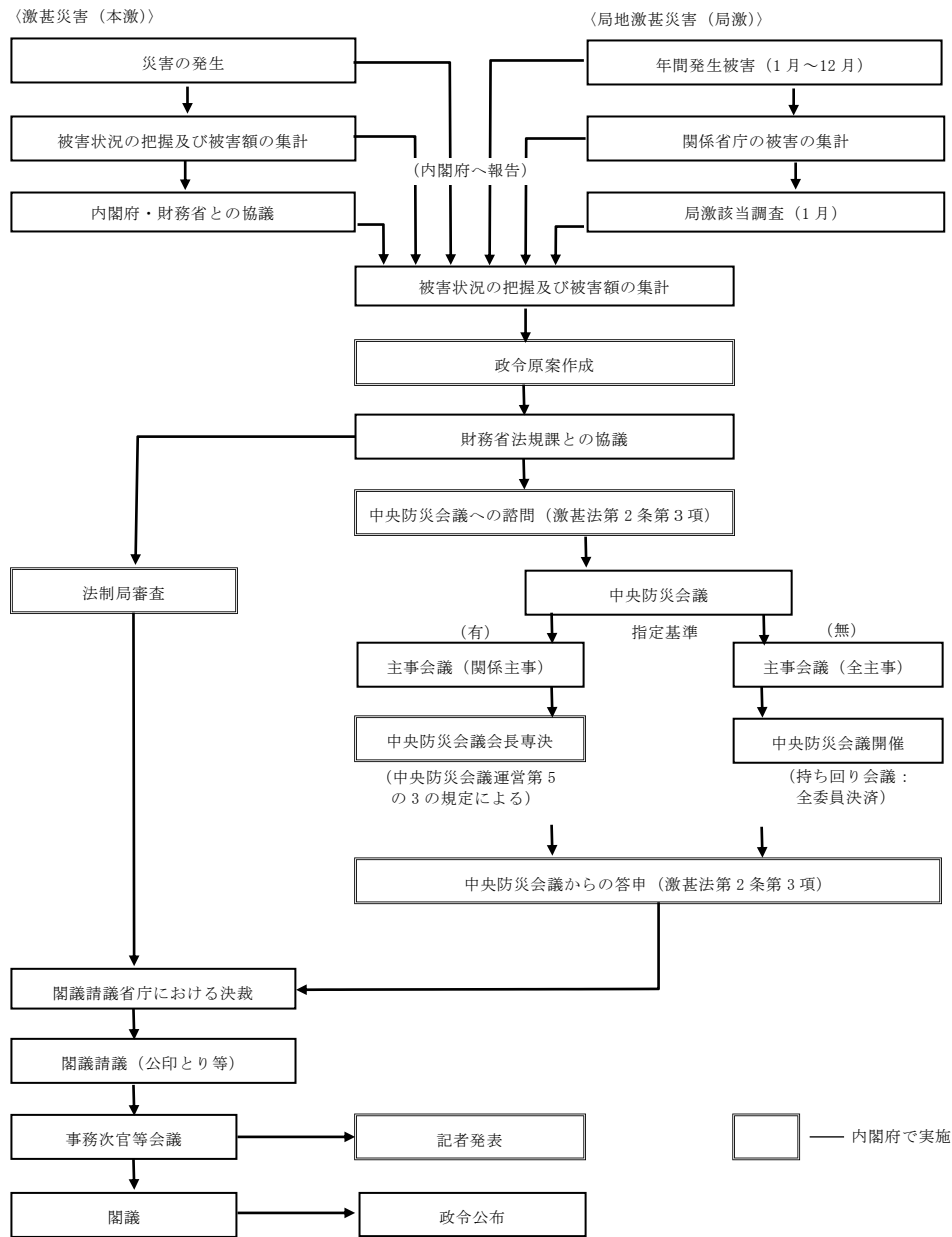 〈激甚災害（本激）〉
〈局地激甚災害（局激）〉
災害の発生
年間発生被害（1月～12月）
被害状況の把握及び被害額の集計
関係省庁の被害の集計
（内閣府へ報告）
内閣府・財務省との協議
局激該当調査（1月）
被害状況の把握及び被害額の集計
政令原案作成
財務省法規課との協議
中央防災会議への諮問（激甚法第2条第3項）
法制局審査
中央防災会議
（有）
指定基準
（無）
主事会議（関係主事）
主事会議（全主事）
中央防災会議会長専決
中央防災会議開催
（中央防災会議運営第5
の3の規定による）
（持ち回り会議：
全委員決済）
中央防災会議からの答申（激甚法第2条第3項）
閣議請議省庁における決裁
閣議請議（公印とり等）
事務次官等会議
記者発表
内閣府で実施
閣議
政令公布